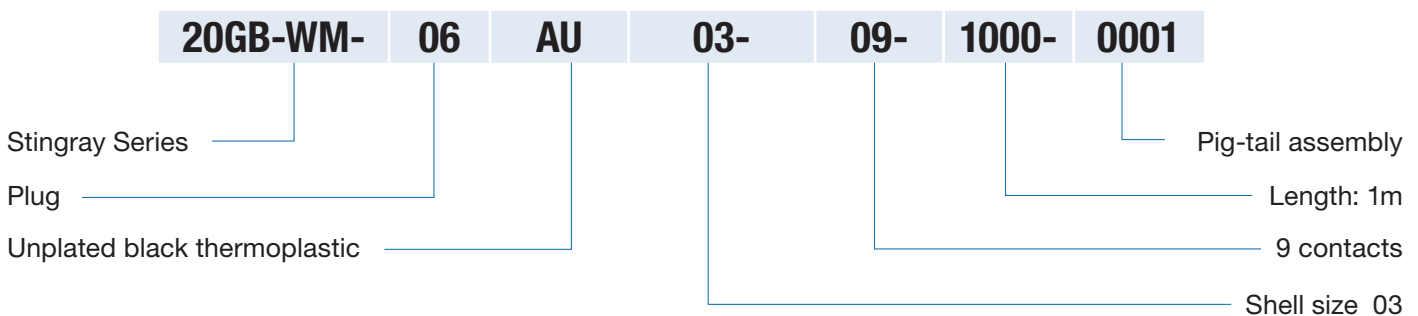 20GB-WM- 06 AU 03- 09- 1000- 0001
Stingray Series
Pig-tail assembly
Plug
Length: 1m
Unplated black thermoplastic
9 contacts
Shell size 03